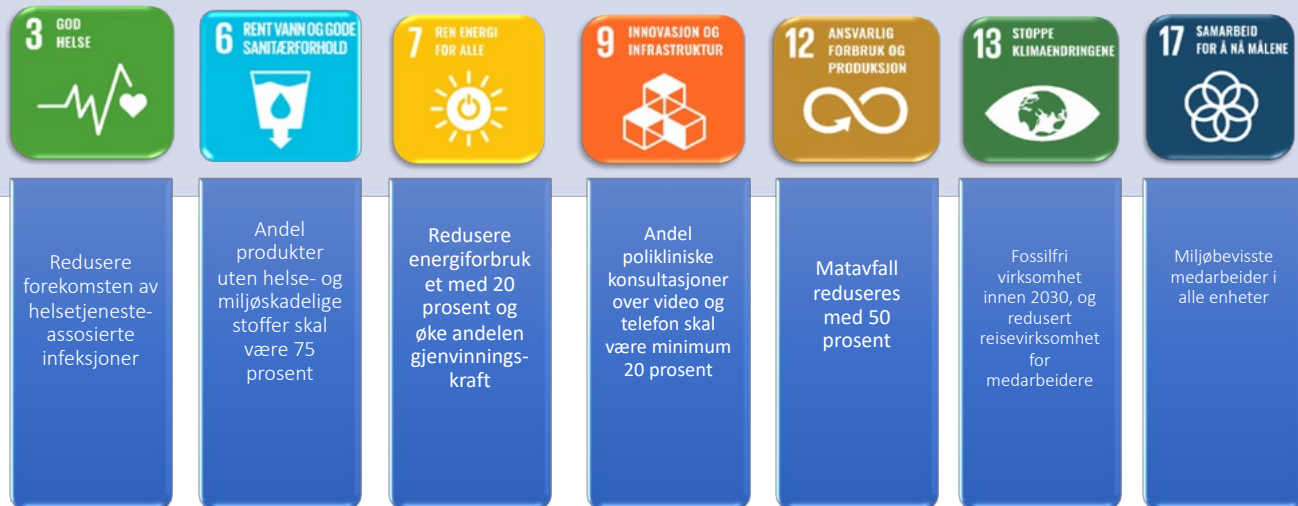 3 GOD
HELSE
6 RENT VANN OG GODE
SANITÆRFORHOLD
7 REN ENERGI
FOR ALLE
9 INNOVASJON OG
INFRASTRUKTUR
12 ANSVARLIG
FORBRUK OG
PRODUKSJON
13 STOPPE
KLIMAENDRINGENE
17 SAMARBEID
FOR Å NÅ MÅLENE
Redusere
forekomsten av
helsetjeneste-
assosierte
infeksjoner
Andel
produkter
uten helse- og
miljøskadelige
stoffer skal
være 75
prosent
Redusere
energiforbruk
et med 20
prosent og
øke andelen
gjenvinnings-
kraft
Andel
polikliniske
konsultasjoner
over video og
telefon skal
være minimum
20 prosent
Matavfall
reduseres
med 50
prosent
Fossilfri
virksomhet
innen 2030, og
redusert
reisevirksomhet
for
medarbeidere
Miljøbevisste
medarbeider i
alle enheter